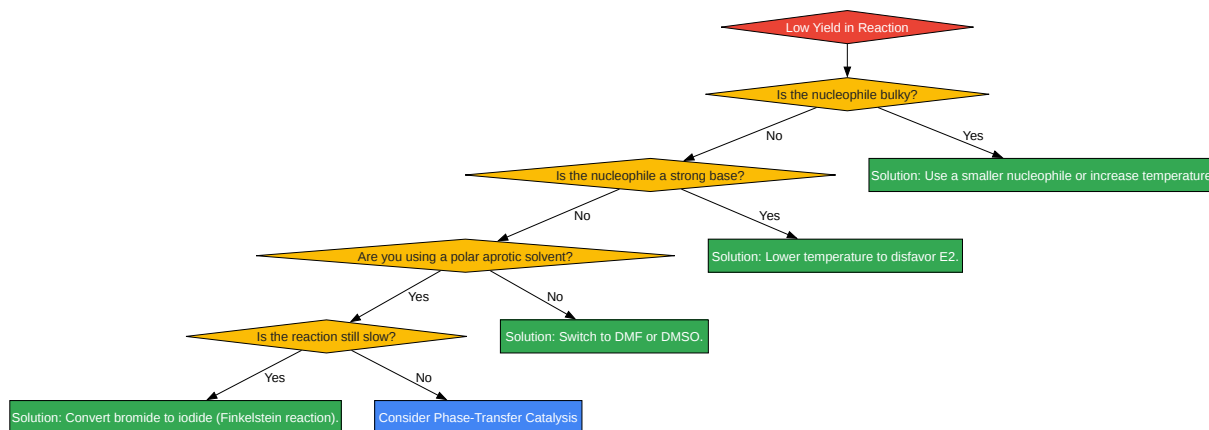 Low Yield in Reaction
Is the nucleophile bulky?
No
Yes
Is the nucleophile a strong base?
Solution: Use a smaller nucleophile or increase temperature
No
Yes
Are you using a polar aprotic solvent?
Solution: Lower temperature to disfavor E2.
Yes
No
Is the reaction still slow?
Solution: Switch to DMF or DMSO.
Yes
No
Solution: Convert bromide to iodide (Finkelstein reaction).
Consider Phase-Transfer Catalysis